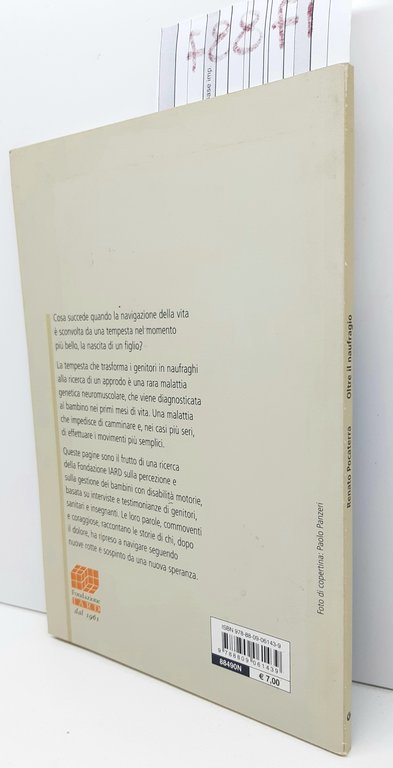 Cosa succede quando la navigazione della vita
è sconvolta da una tempesta nel momento
più bello, la nascita di un figlio?
La tempesta che trasforma i genitori in naufraghi
alla ricerca di un approdo è una rara malattia
genetica neuromuscolare, che viene diagnosticata
al bambino nei primi mesi di vita. Una malattia
che impedisce di camminare e, nei casi più seri,
di effettuare i movimenti più semplici.
Queste pagine sono il frutto di una ricerca
della Fondazione IARD sulla percezione e
sulla gestione dei bambini con disabilità motorie,
basata su interviste e testimonianze di genitori,
sanitari e insegnanti. Le loro parole, commoventi
e coraggiose, raccontano le storie di chi, dopo
il dolore, ha ripreso a navigare seguendo
nuove rotte e sospinto da una nuova speranza.
Fondazione
IARD
dal 1961
Foto di copertina: Paolo Panzeri
ISBN 978-88-09-06143-9
9 788809 061439
88490N
€ 7,00
Renato Pocaterra Oltre il naufragio